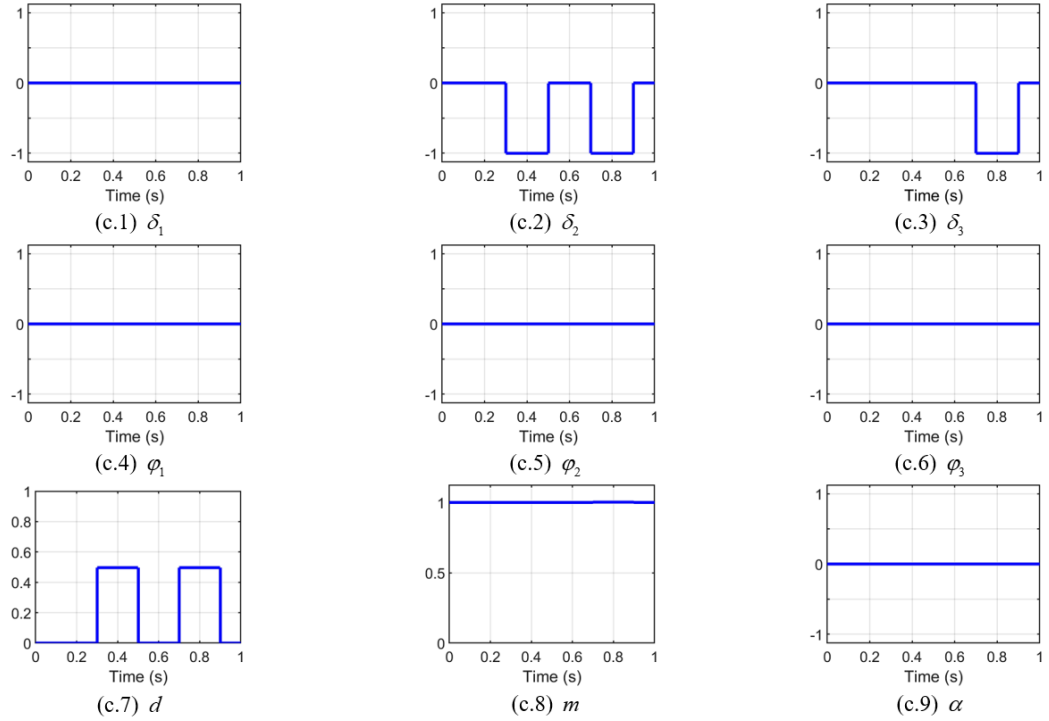 1
0
-1
0 0.2 0.4 0.6 0.8 1
Time (s)
(c.1) δ₁
1
0
-1
0 0.2 0.4 0.6 0.8 1
Time (s)
(c.2) δ₂
1
0
-1
0 0.2 0.4 0.6 0.8 1
Time (s)
(c.3) δ₃
1
0
-1
0 0.2 0.4 0.6 0.8 1
Time (s)
(c.4) φ₁
1
0
-1
0 0.2 0.4 0.6 0.8 1
Time (s)
(c.5) φ₂
1
0
-1
0 0.2 0.4 0.6 0.8 1
Time (s)
(c.6) φ₃
1
0.8
0.6
0.4
0.2
0
0 0.2 0.4 0.6 0.8 1
Time (s)
(c.7) d
1
0.5
0
0 0.2 0.4 0.6 0.8 1
Time (s)
(c.8) m
1
0
-1
0 0.2 0.4 0.6 0.8 1
Time (s)
(c.9) α